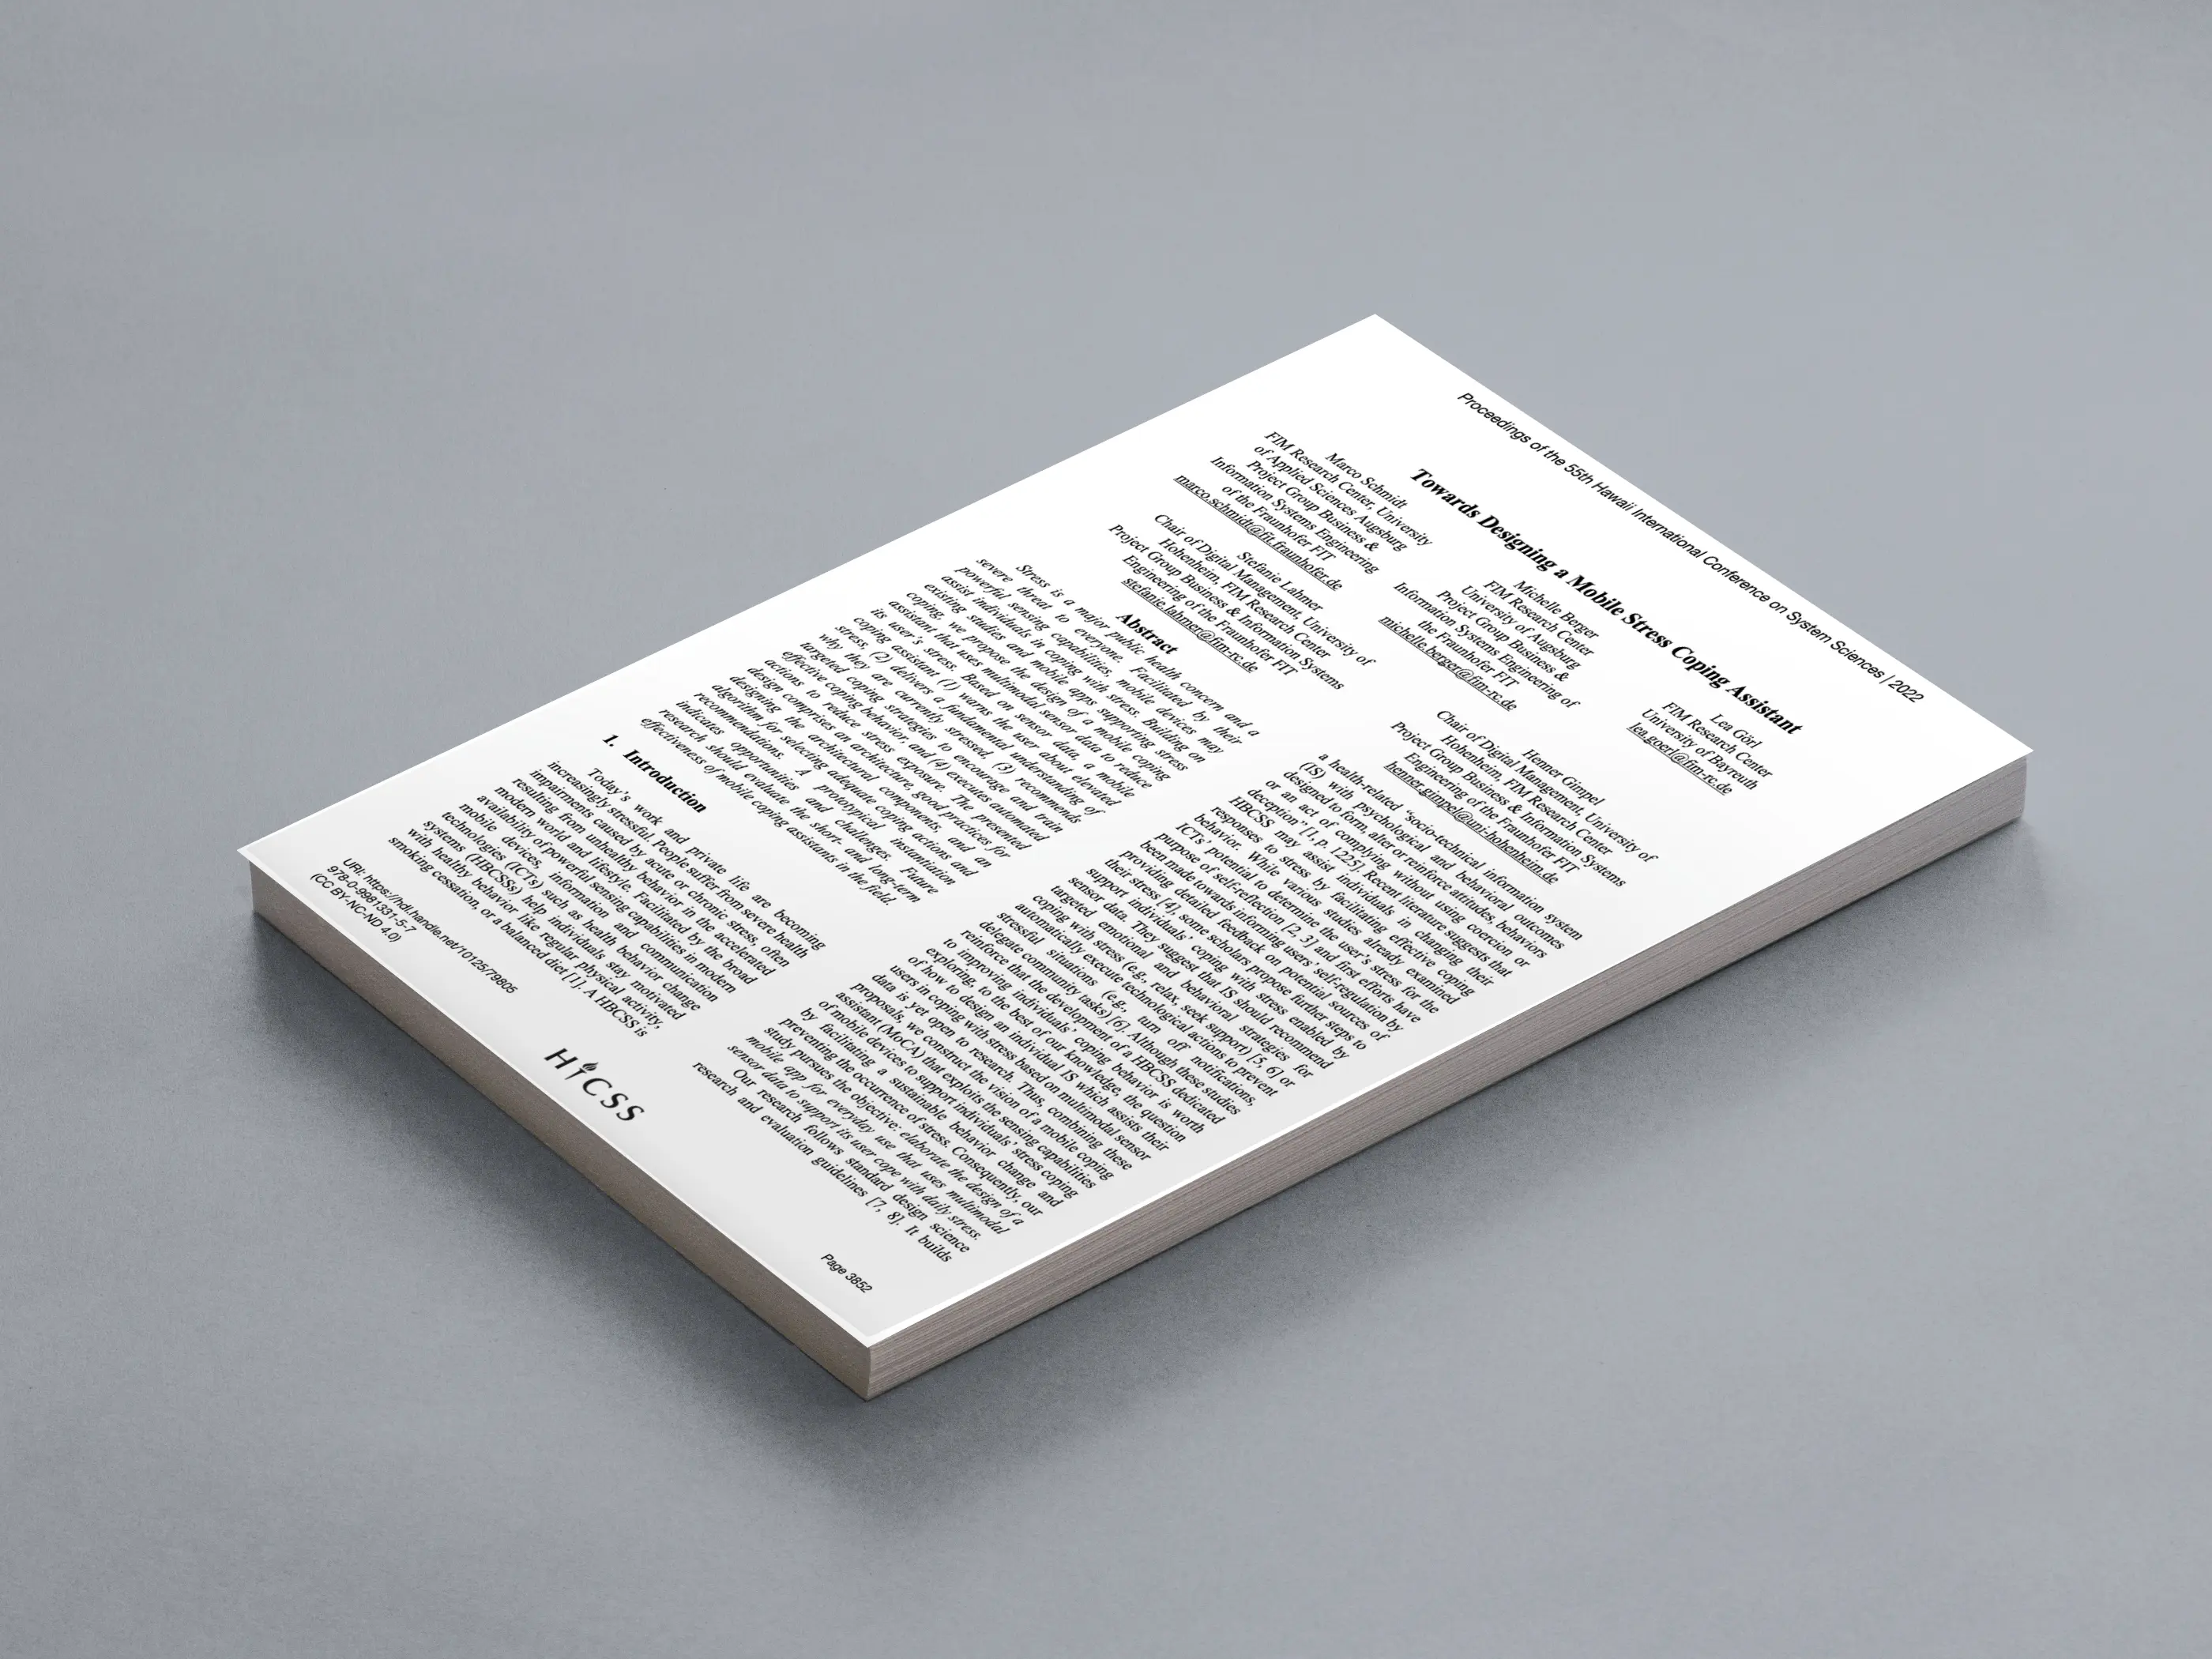 Proceedings of the 55th Hawaii International Conference on System Sciences | 2022
Towards Designing a Mobile Stress Coping Assistant
Marco Schmidt
FIM Research Center, University
of Applied Sciences Augsburg
Project Group Business &
Information Systems Engineering
of the Fraunhofer FIT
marco.schmidt@fit.fraunhofer.de
Michelle Berger
FIM Research Center
University of Augsburg
Project Group Business &
Information Systems Engineering of
the Fraunhofer FIT
michelle.berger@fim-rc.de
Lea Görl
FIM Research Center
University of Bayreuth
lea.goerl@fim-rc.de
Stefanie Lahmer
Chair of Digital Management, University of
Hohenheim, FIM Research Center
Project Group Business & Information Systems
Engineering of the Fraunhofer FIT
stefanie.lahmer@fim-rc.de
Henner Gimpel
Chair of Digital Management, University of
Hohenheim, FIM Research Center
Project Group Business & Information Systems
Engineering of the Fraunhofer FIT
henner.gimpel@uni-hohenheim.de
Abstract
Stress is a major public health concern and a
severe threat to everyone. Facilitated by their
powerful sensing capabilities, mobile devices may
assist individuals in coping with stress. Building on
existing studies and mobile apps supporting stress
coping, we propose the design of a mobile coping
assistant that uses multimodal sensor data to reduce
its user's stress. Based on sensor data, a mobile
coping assistant (1) warns the user about elevated
stress, (2) delivers a fundamental understanding of
why they are currently stressed, (3) recommends
targeted coping strategies to encourage and train
effective coping behavior, and (4) executes automated
actions to reduce stress exposure. The presented
design comprises an architecture, good practices for
designing the architectural components, and an
algorithm for selecting adequate coping actions and
recommendations. A prototypical instantiation
indicates opportunities and challenges. Future
research should evaluate the short- and long-term
effectiveness of mobile coping assistants in the field.
1. Introduction
Today's work and private life are becoming
increasingly stressful. People suffer from severe health
impairments caused by acute or chronic stress, often
resulting from unhealthy behavior in the accelerated
modern world and lifestyle. Facilitated by the broad
availability of powerful sensing capabilities in modern
mobile devices, information and communication
technologies (ICTs) such as health behavior change
systems (HBCSSs) help individuals stay motivated
with healthy behavior like regular physical activity,
smoking cessation, or a balanced diet [1]. A HBCSS is
a health-related "socio-technical information system
(IS) with psychological and behavioral outcomes
designed to form, alter or reinforce attitudes, behaviors
or an act of complying without using coercion or
deception" [1, p. 1225]. Recent literature suggests that
HBCSS may assist individuals in changing their
responses to stress by facilitating effective coping
behavior. While various studies already examined
ICTs' potential to determine the user's stress for the
purpose of self-reflection [2, 3] and first efforts have
been made towards informing users' self-regulation by
providing detailed feedback on potential sources of
their stress [4], some scholars propose further steps to
support individuals' coping with stress enabled by
sensor data. They suggest that IS should recommend
targeted emotional and behavioral strategies for
coping with stress (e.g., relax, seek support) [5, 6] or
automatically execute technological actions to prevent
stressful situations (e.g., turn off notifications,
delegate community tasks) [6]. Although these studies
reinforce that the development of a HBCSS dedicated
to improving individuals' coping behavior is worth
exploring, to the best of our knowledge, the question
of how to design an individual IS which assists their
users in coping with stress based on multimodal sensor
data is yet open to research. Thus, combining these
proposals, we construct the vision of a mobile coping
assistant (MoCA) that exploits the sensing capabilities
of mobile devices to support individuals' stress coping
by facilitating a sustainable behavior change and
preventing the occurrence of stress. Consequently, our
study pursues the objective: elaborate the design of a
mobile app for everyday use that uses multimodal
sensor data to support its user cope with daily stress.
Our research follows standard design science
research and evaluation guidelines [7, 8]. It builds
URI: https://hdl.handle.net/10125/79805
978-0-9981331-5-7
(CC BY-NC-ND 4.0)
HICSS
Page 3852